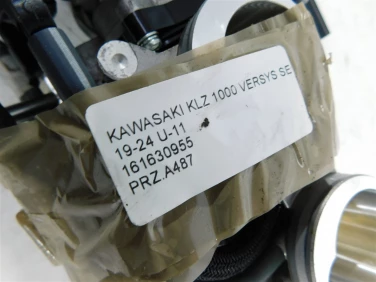 KAWASAKI KLZ 1000 VERSYS SE
19-24 U-11
161630955
PRZ.A487